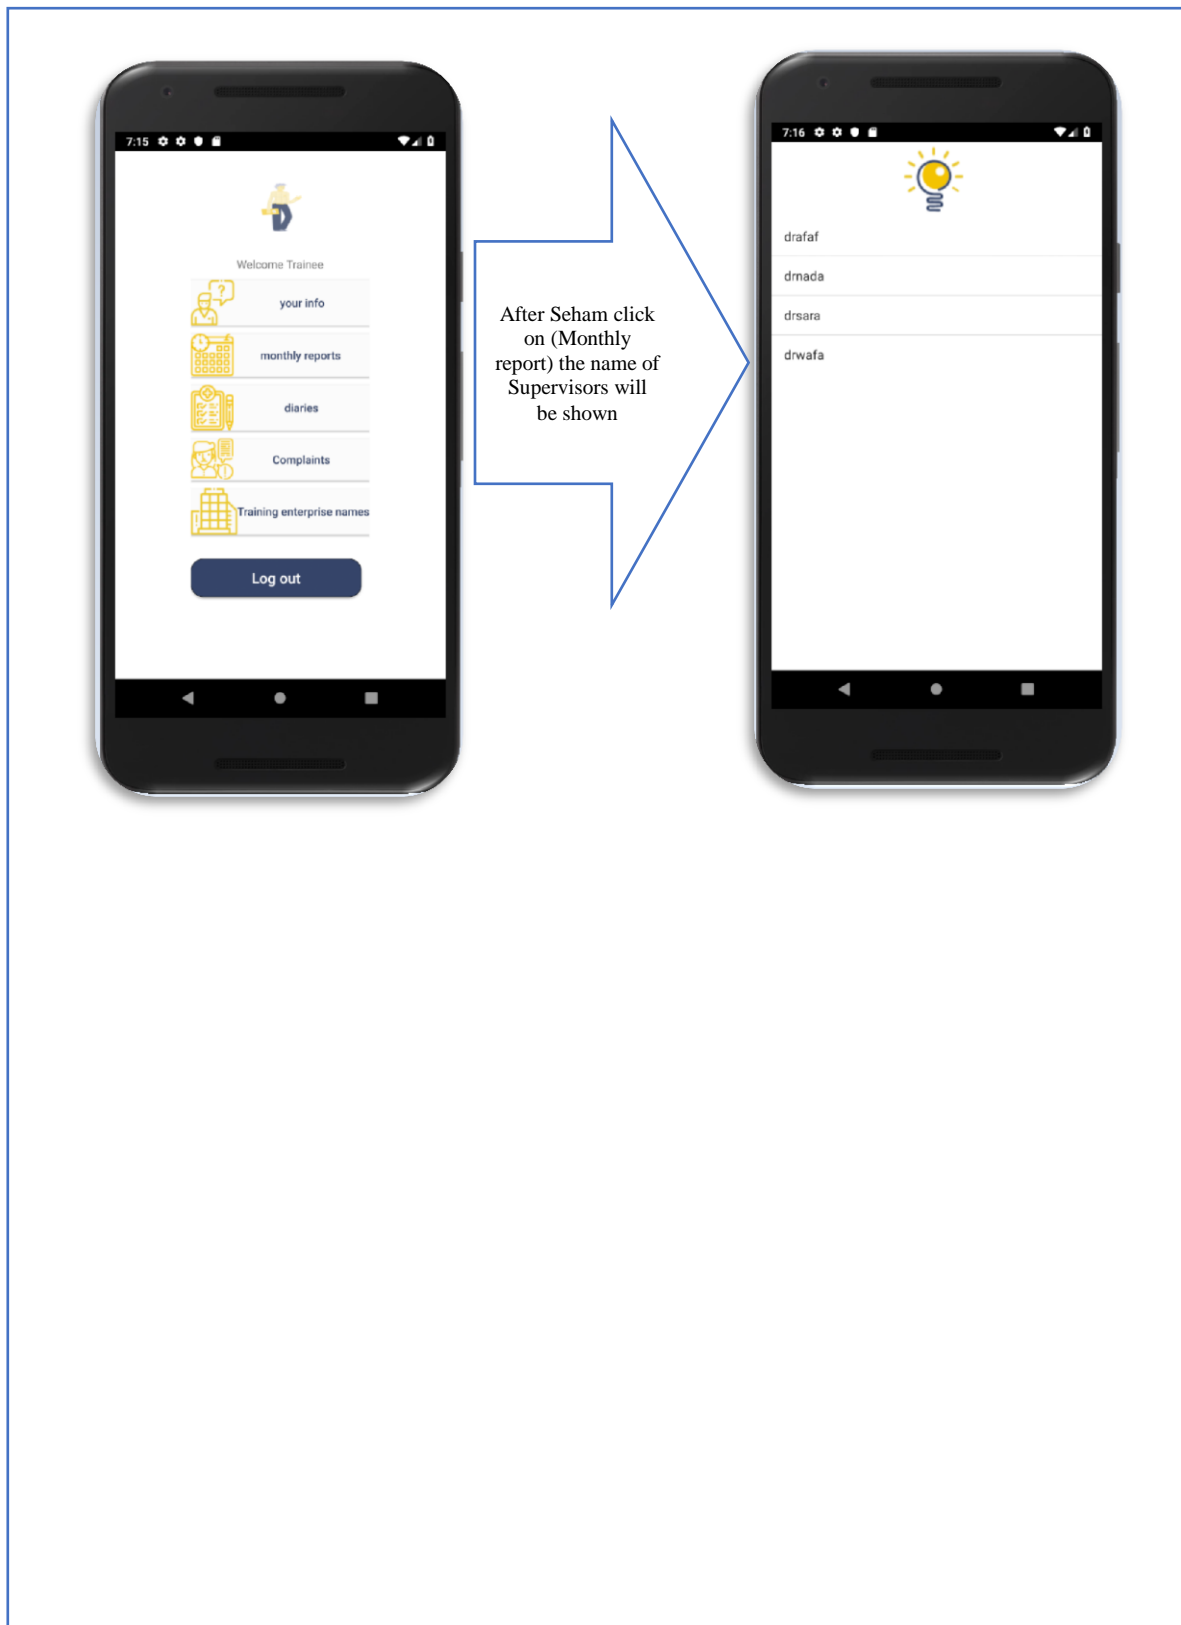 7:15
D
Welcome Trainee
your info
monthly reports
diaries
Complaints
Training enterprise names
Log out
After Seham click
on (Monthly
report) the name of
Supervisors will
be shown
7:16
drafaf
drnada
drsara
drwafa